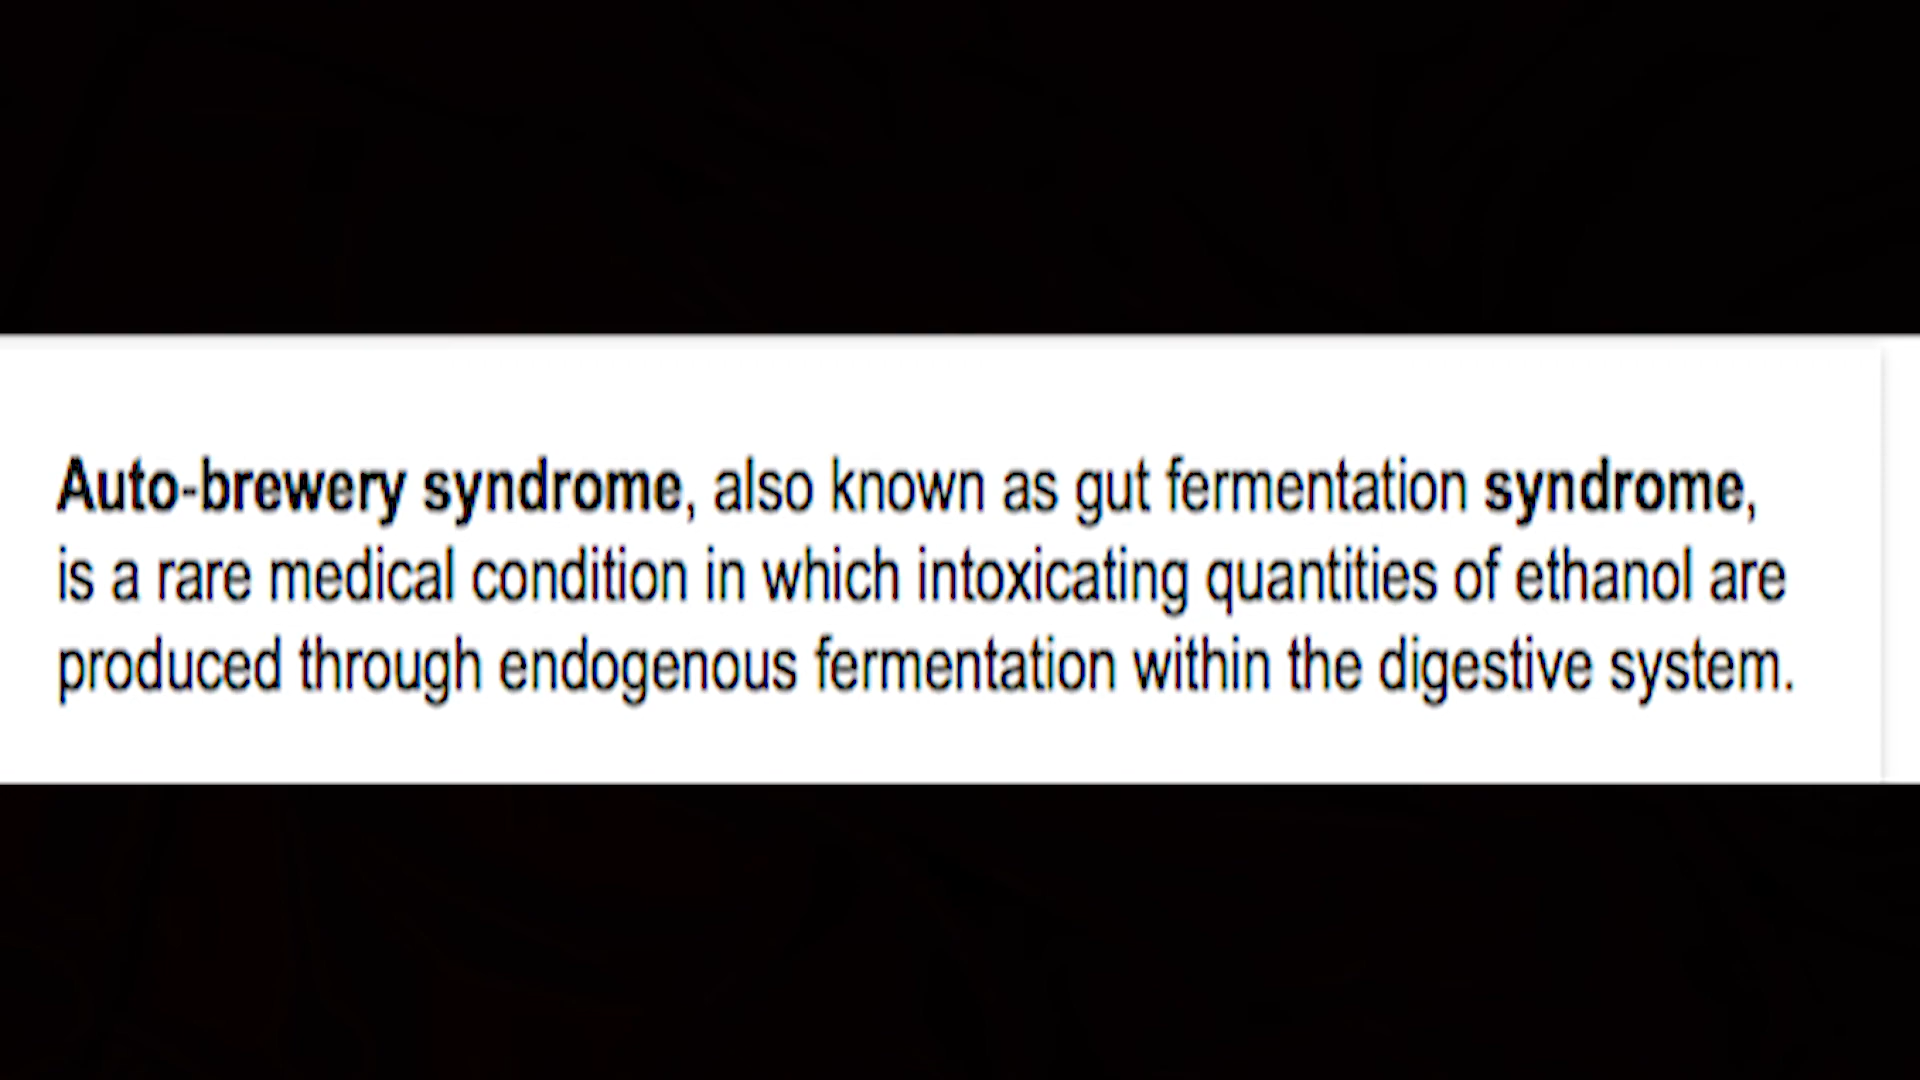 Auto-brewery syndrome, also known as gut fermentation syndrome,
is a rare medical condition in which intoxicating quantities of ethanol are
produced through endogenous fermentation within the digestive system.